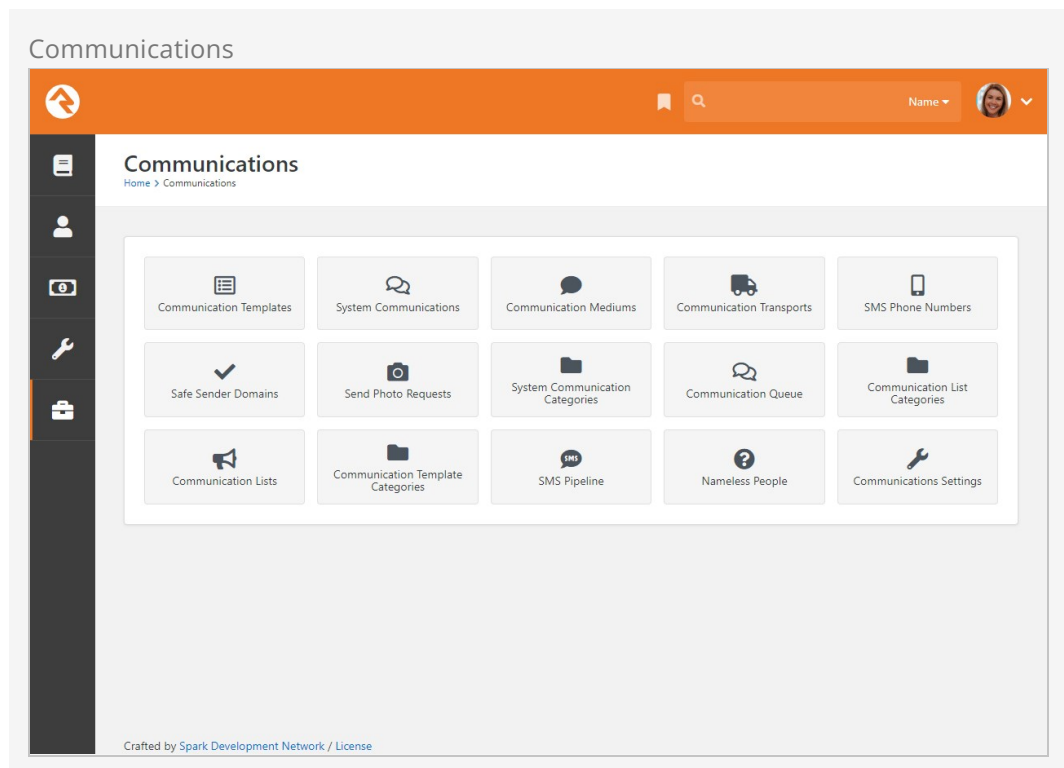 Communications
Name
Communications
Home > Communications
Communication Templates
System Communications
Communication Mediums
Communication Transports
SMS Phone Numbers
Safe Sender Domains
Send Photo Requests
System Communication
Categories
Communication Queue
Communication List
Categories
Communication Lists
Communication Template
Categories
SMS
SMS Pipeline
Nameless People
Communications Settings
Crafted by Spark Development Network / License